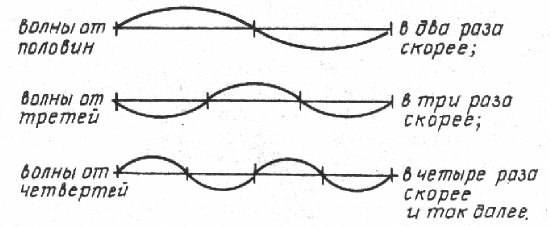 волны от
половин
в два раза
скорее;
волны от
третей
в три раза
скорее;
волны от
четвертей
в четыре раза
скорее
и так далее.